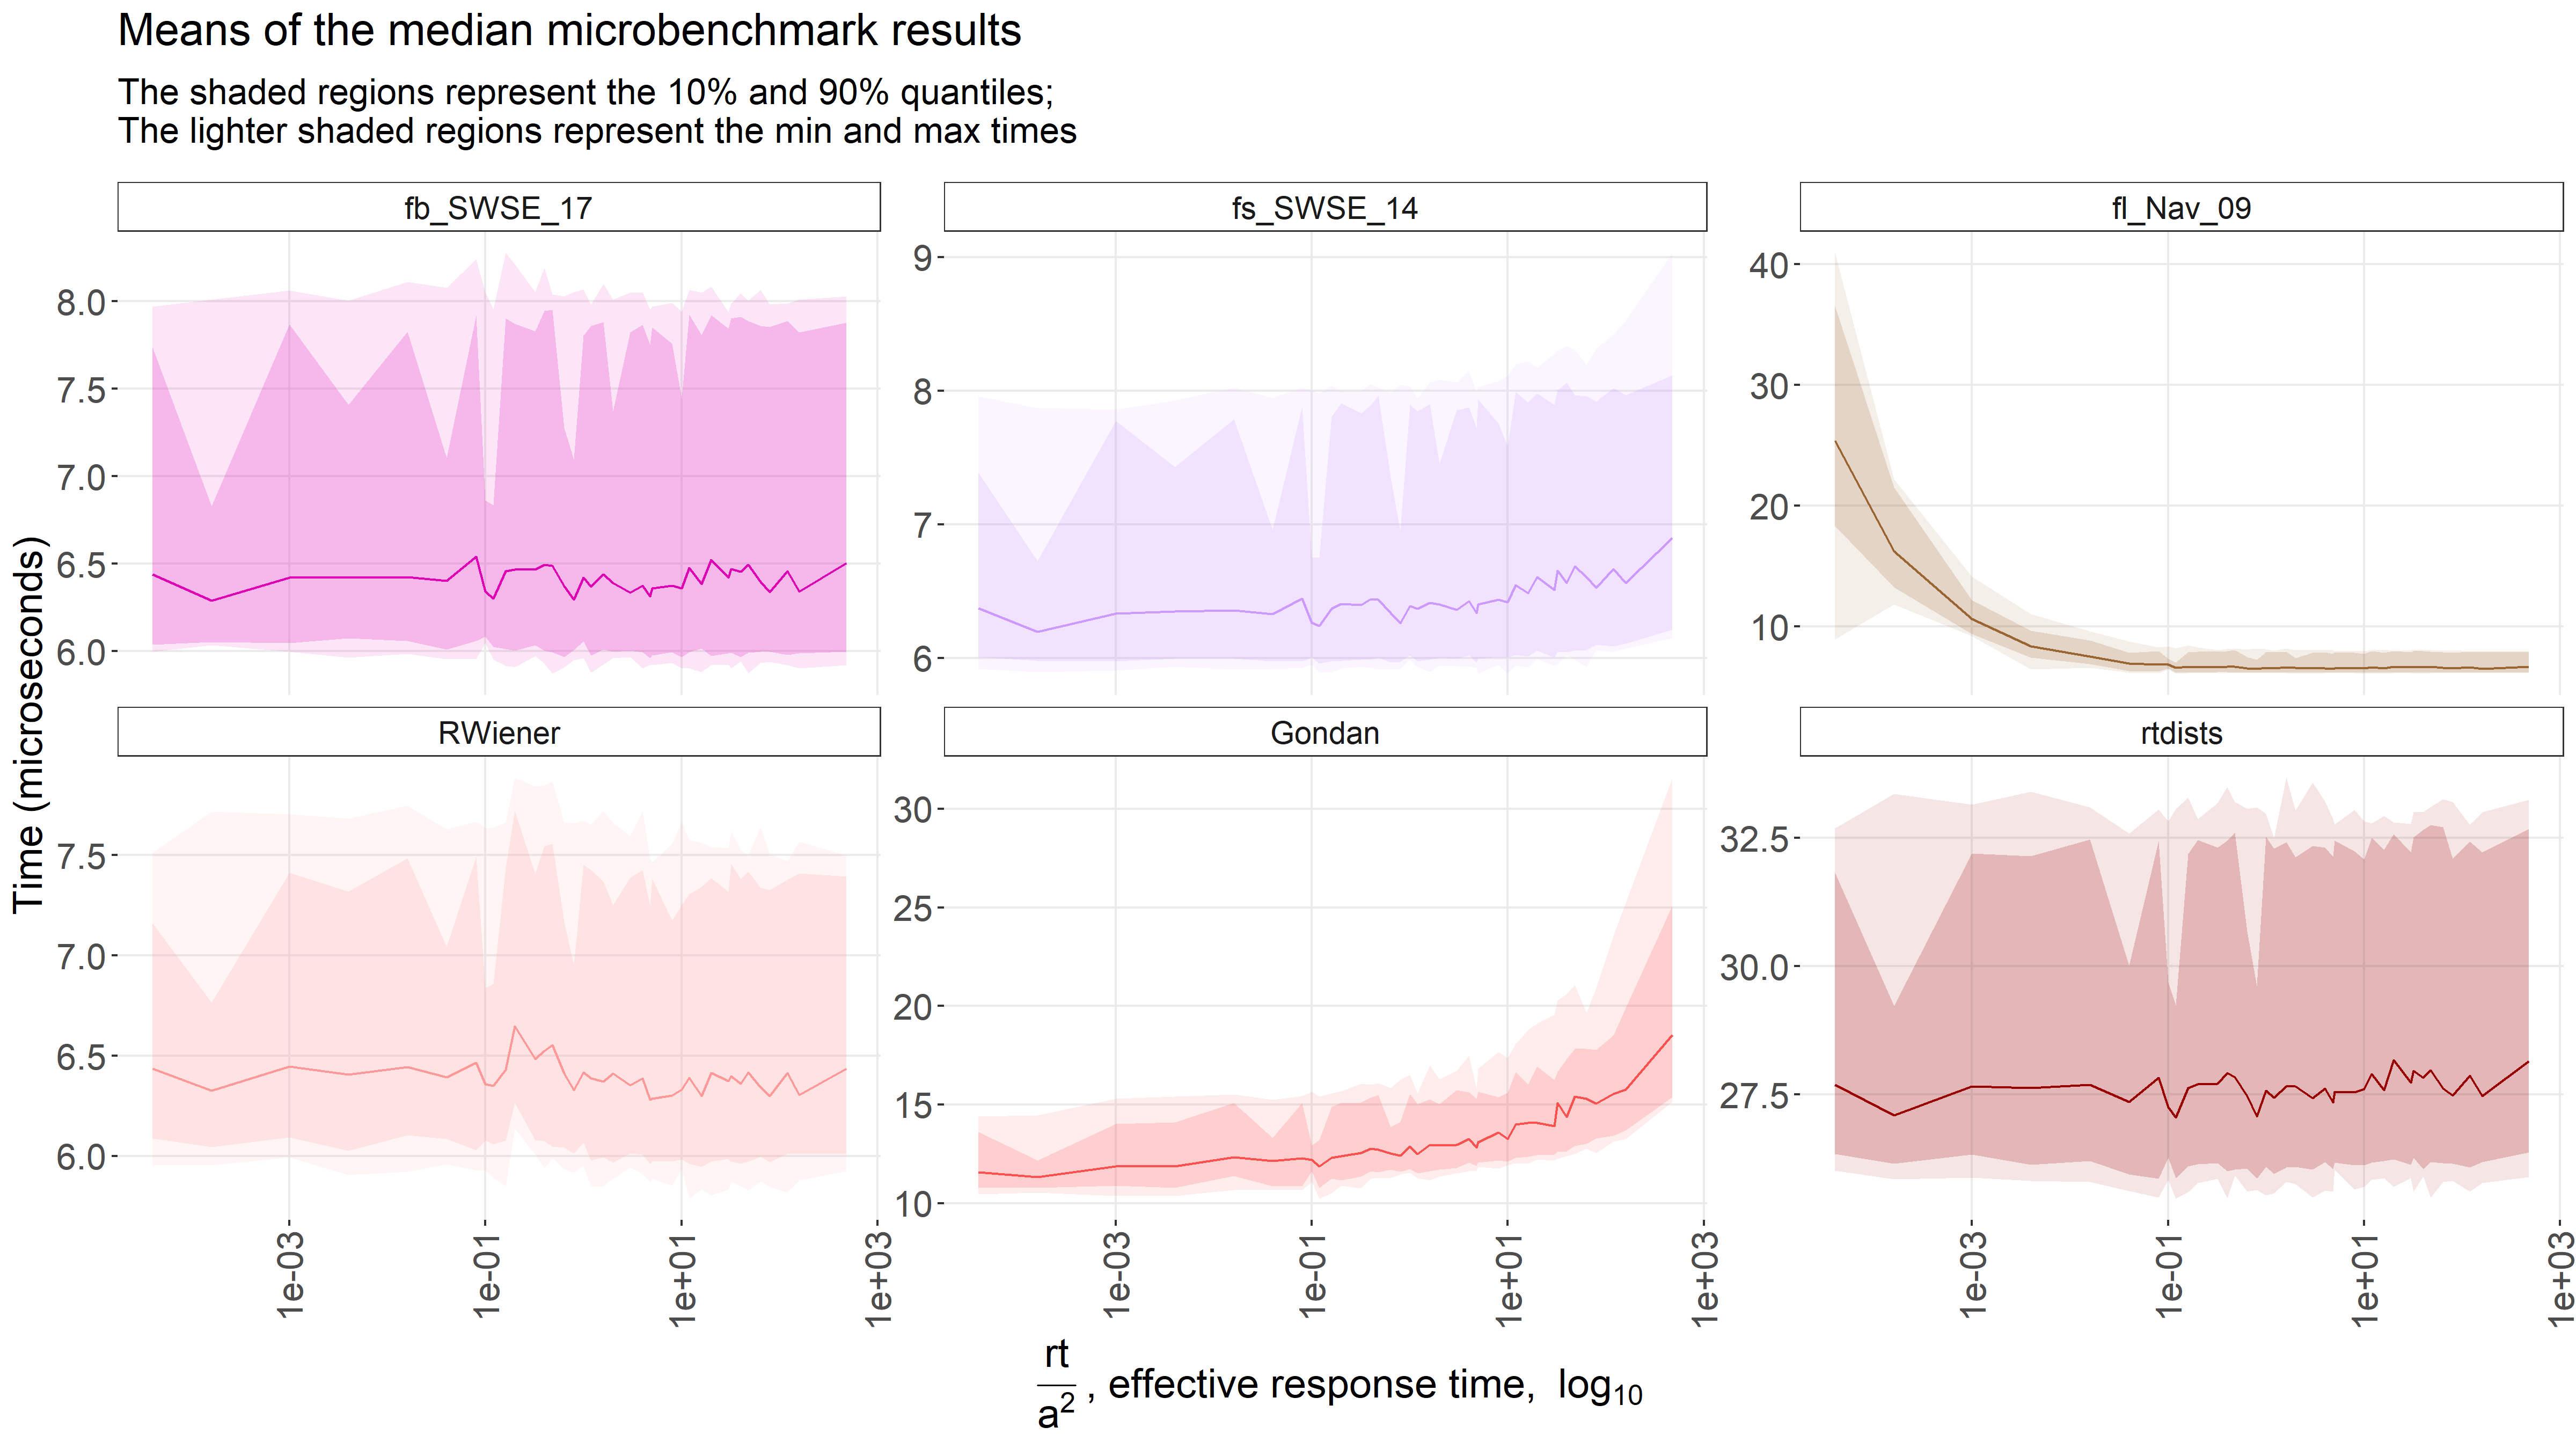 Means of the median microbenchmark results
The shaded regions represent the 10% and 90% quantiles;
The lighter shaded regions represent the min and max times
fb_SWSE_17
fs_SWSE_14
fl_Nav_09
8.0
7.5
7.0
6.5
6.0
9
8
7
6
40
30
20
10
Time (microseconds)
RWiener
Gondan
rtdists
7.5
7.0
6.5
6.0
30
25
20
15
10
32.5
30.0
27.5
1e-03
1e-01
1e+01
1e+03
1e-03
1e-01
1e+01
1e+03
1e-03
1e-01
1e+01
1e+03
rt
a² , effective response time, log₁₀